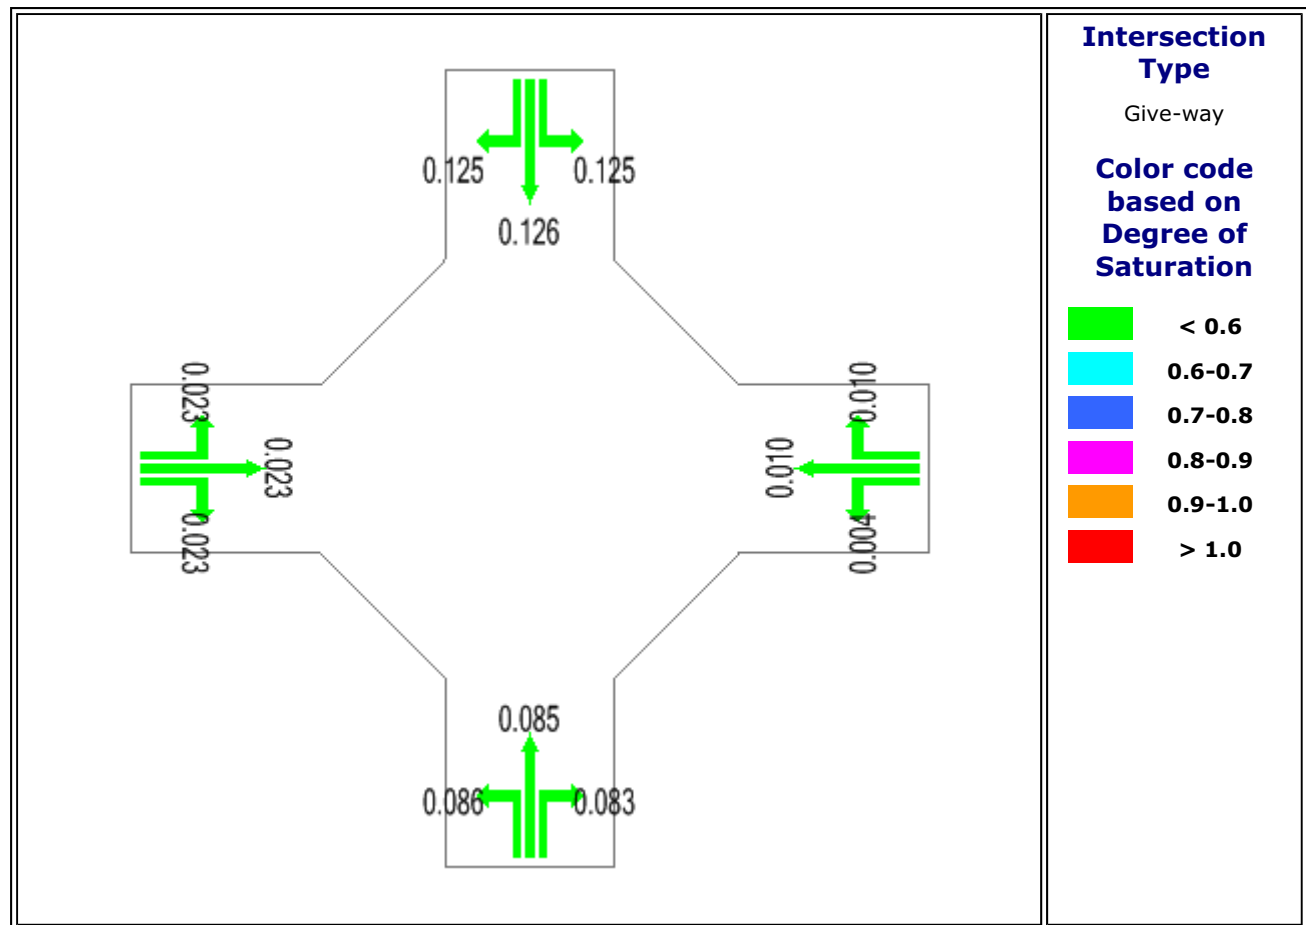 0.125
0.125
0.126
0.023
0.023
0.023
0.010
0.010
0.004
0.085
0.086
0.083
Intersection
Type
Give-way
Color code
based on
Degree of
Saturation
< 0.6
0.6-0.7
0.7-0.8
0.8-0.9
0.9-1.0
> 1.0